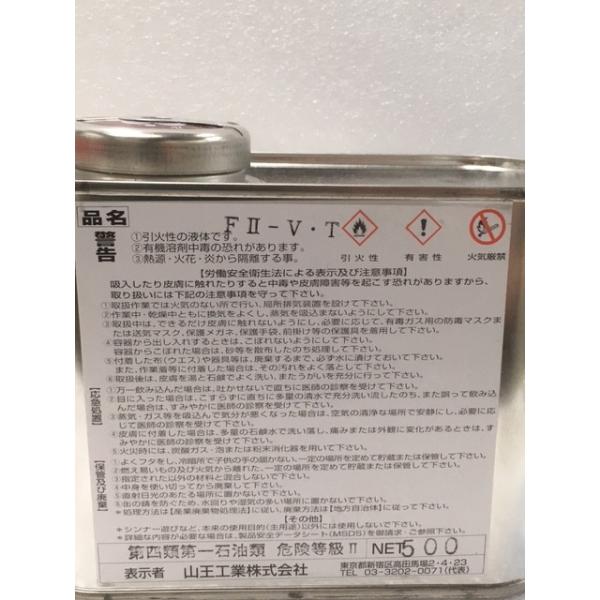 品名 FⅡ-V・T
警告
①引火性の液体です。
②有機溶剤中毒の恐れがあります。
③熱源・火花・炎から隔離する事。
引火性
有害性
火気厳禁
【労働安全衛生法による表示及び注意事項】
吸入したり皮膚に触れたりすると中毒や皮膚障害等を起こす恐れがありますから、
取り扱いには下記の注意事項を守って下さい。
①取扱作業では火気のない所で行い、局所排気装置を設けて下さい。
②作業中・乾燥中ともに換気をよくし、蒸気を吸込まないようにして下さい。
③取扱中は、できるだけ皮膚に触れないようにし、必要に応じて、有毒ガス用の防毒マスクま
たは送気マスク、保護メガネ、保護手袋、前掛け等の保護具を着用して下さい。
④容器から出し入れするときは、こぼれないようにして下さい。
容器からこぼれた場合は、砂等を散布したのち処理して下さい。
⑤付着した布(ウエス)や器具等は、廃棄するまで、必ず水に漬けておいて下さい。
また、作業着等に付着した場合は、その汚れをよく落として下さい。
⑥取扱後は、皮膚を湯と石鹸でよく洗い、またうがいを充分に行って下さい。
【応急処置】
①万一飲み込んだ場合は、吐かせないで直ちに医師の診察を受けて下さい。
②目に入った場合は、こすらずに直ちに多量の清水で充分洗い流したのち、また誤って飲み込
んだ場合は、すみやかに医師の診察を受けて下さい。
③蒸気・ガス等を吸込んで気分が悪くなった場合は、空気の清浄な場所で安静にし、必要に応
じて医師の診察を受けて下さい。
④皮膚に付着した場合は、多量の石鹸水で洗い落し、痛みまたは外観に変化があるときは、す
みやかに医師の診察を受けて下さい。
⑤火災時には、炭酸ガス・泡または粉末消化器を用いて下さい。
【保管及び廃棄】
①よくフタをし、冷暗所で子供の手の届かない、一定の場所を定めて貯蔵または保管して下さい。
②燃え易いもの及び火気から離れた、一定の場所を定めて貯蔵または保管して下さい。
③指定された以外の材料と混合しないで下さい。
④中身を使い切ってから廃棄して下さい。
⑤直射日光のあたる場所に置かないで下さい。
⑥缶の錆を防ぐため、水回りや湿気の多い場所に置かないで下さい。
*処理方法は【産業廃棄物処理法】に従い、廃棄方法は【地方自治体】に従って下さい。
【その他】
*シンナー遊びなど、本来の使用目的(主用途)以外には使用しないで下さい。
*詳細な内容が必要な場合は、製品安全データシート(MSDS)を御請求・ご参照下さい。
第四類第一石油類 危険等級Ⅱ NET500
表示者 山王工業株式会社
東京都新宿区高田馬場2・4・23
TEL 03-3202-0071(代表)